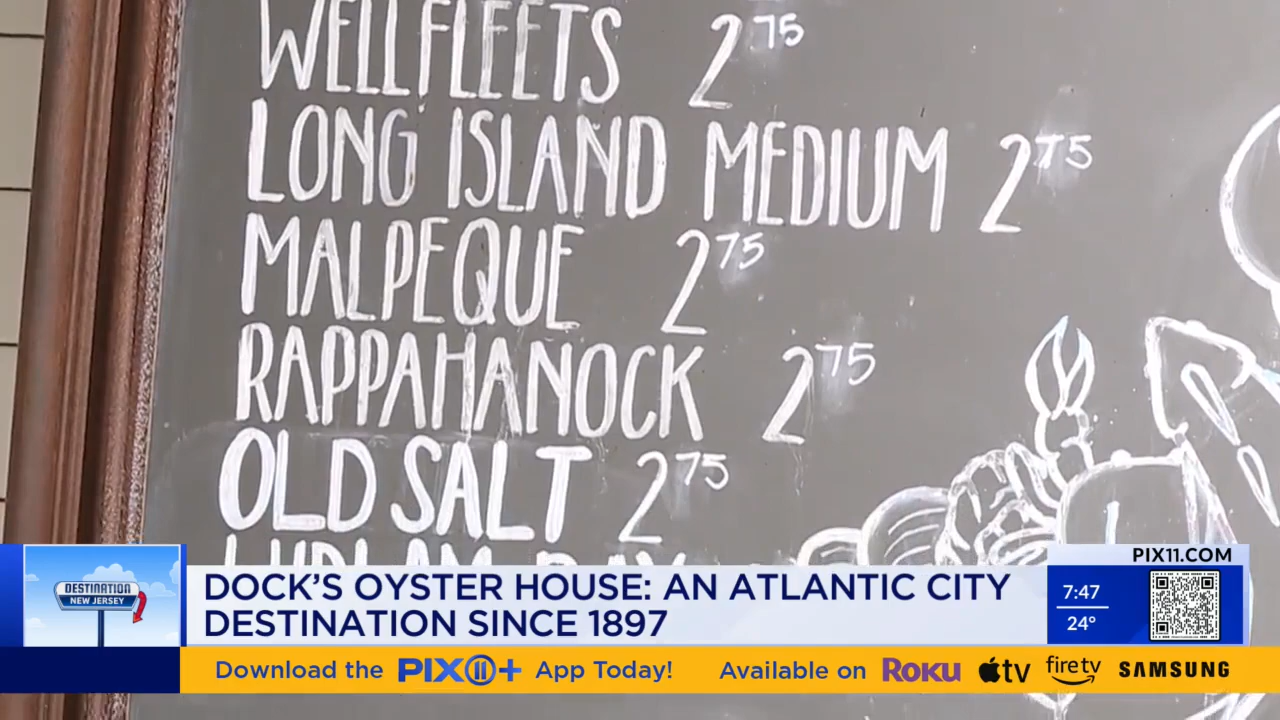 WELLFLEETS 2 75
LONG ISLAND MEDIUM 2 75
MALPEQUE 2 75
RAPPAHANOCK 2 75
OLD SALT 2 75
DESTINATION
NEW JERSEY
DOCK'S OYSTER HOUSE: AN ATLANTIC CITY
DESTINATION SINCE 1897
PIX11.COM
7:47
24°
Download the PIX11+ App Today! Available on Roku tv fire tv SAMSUNG